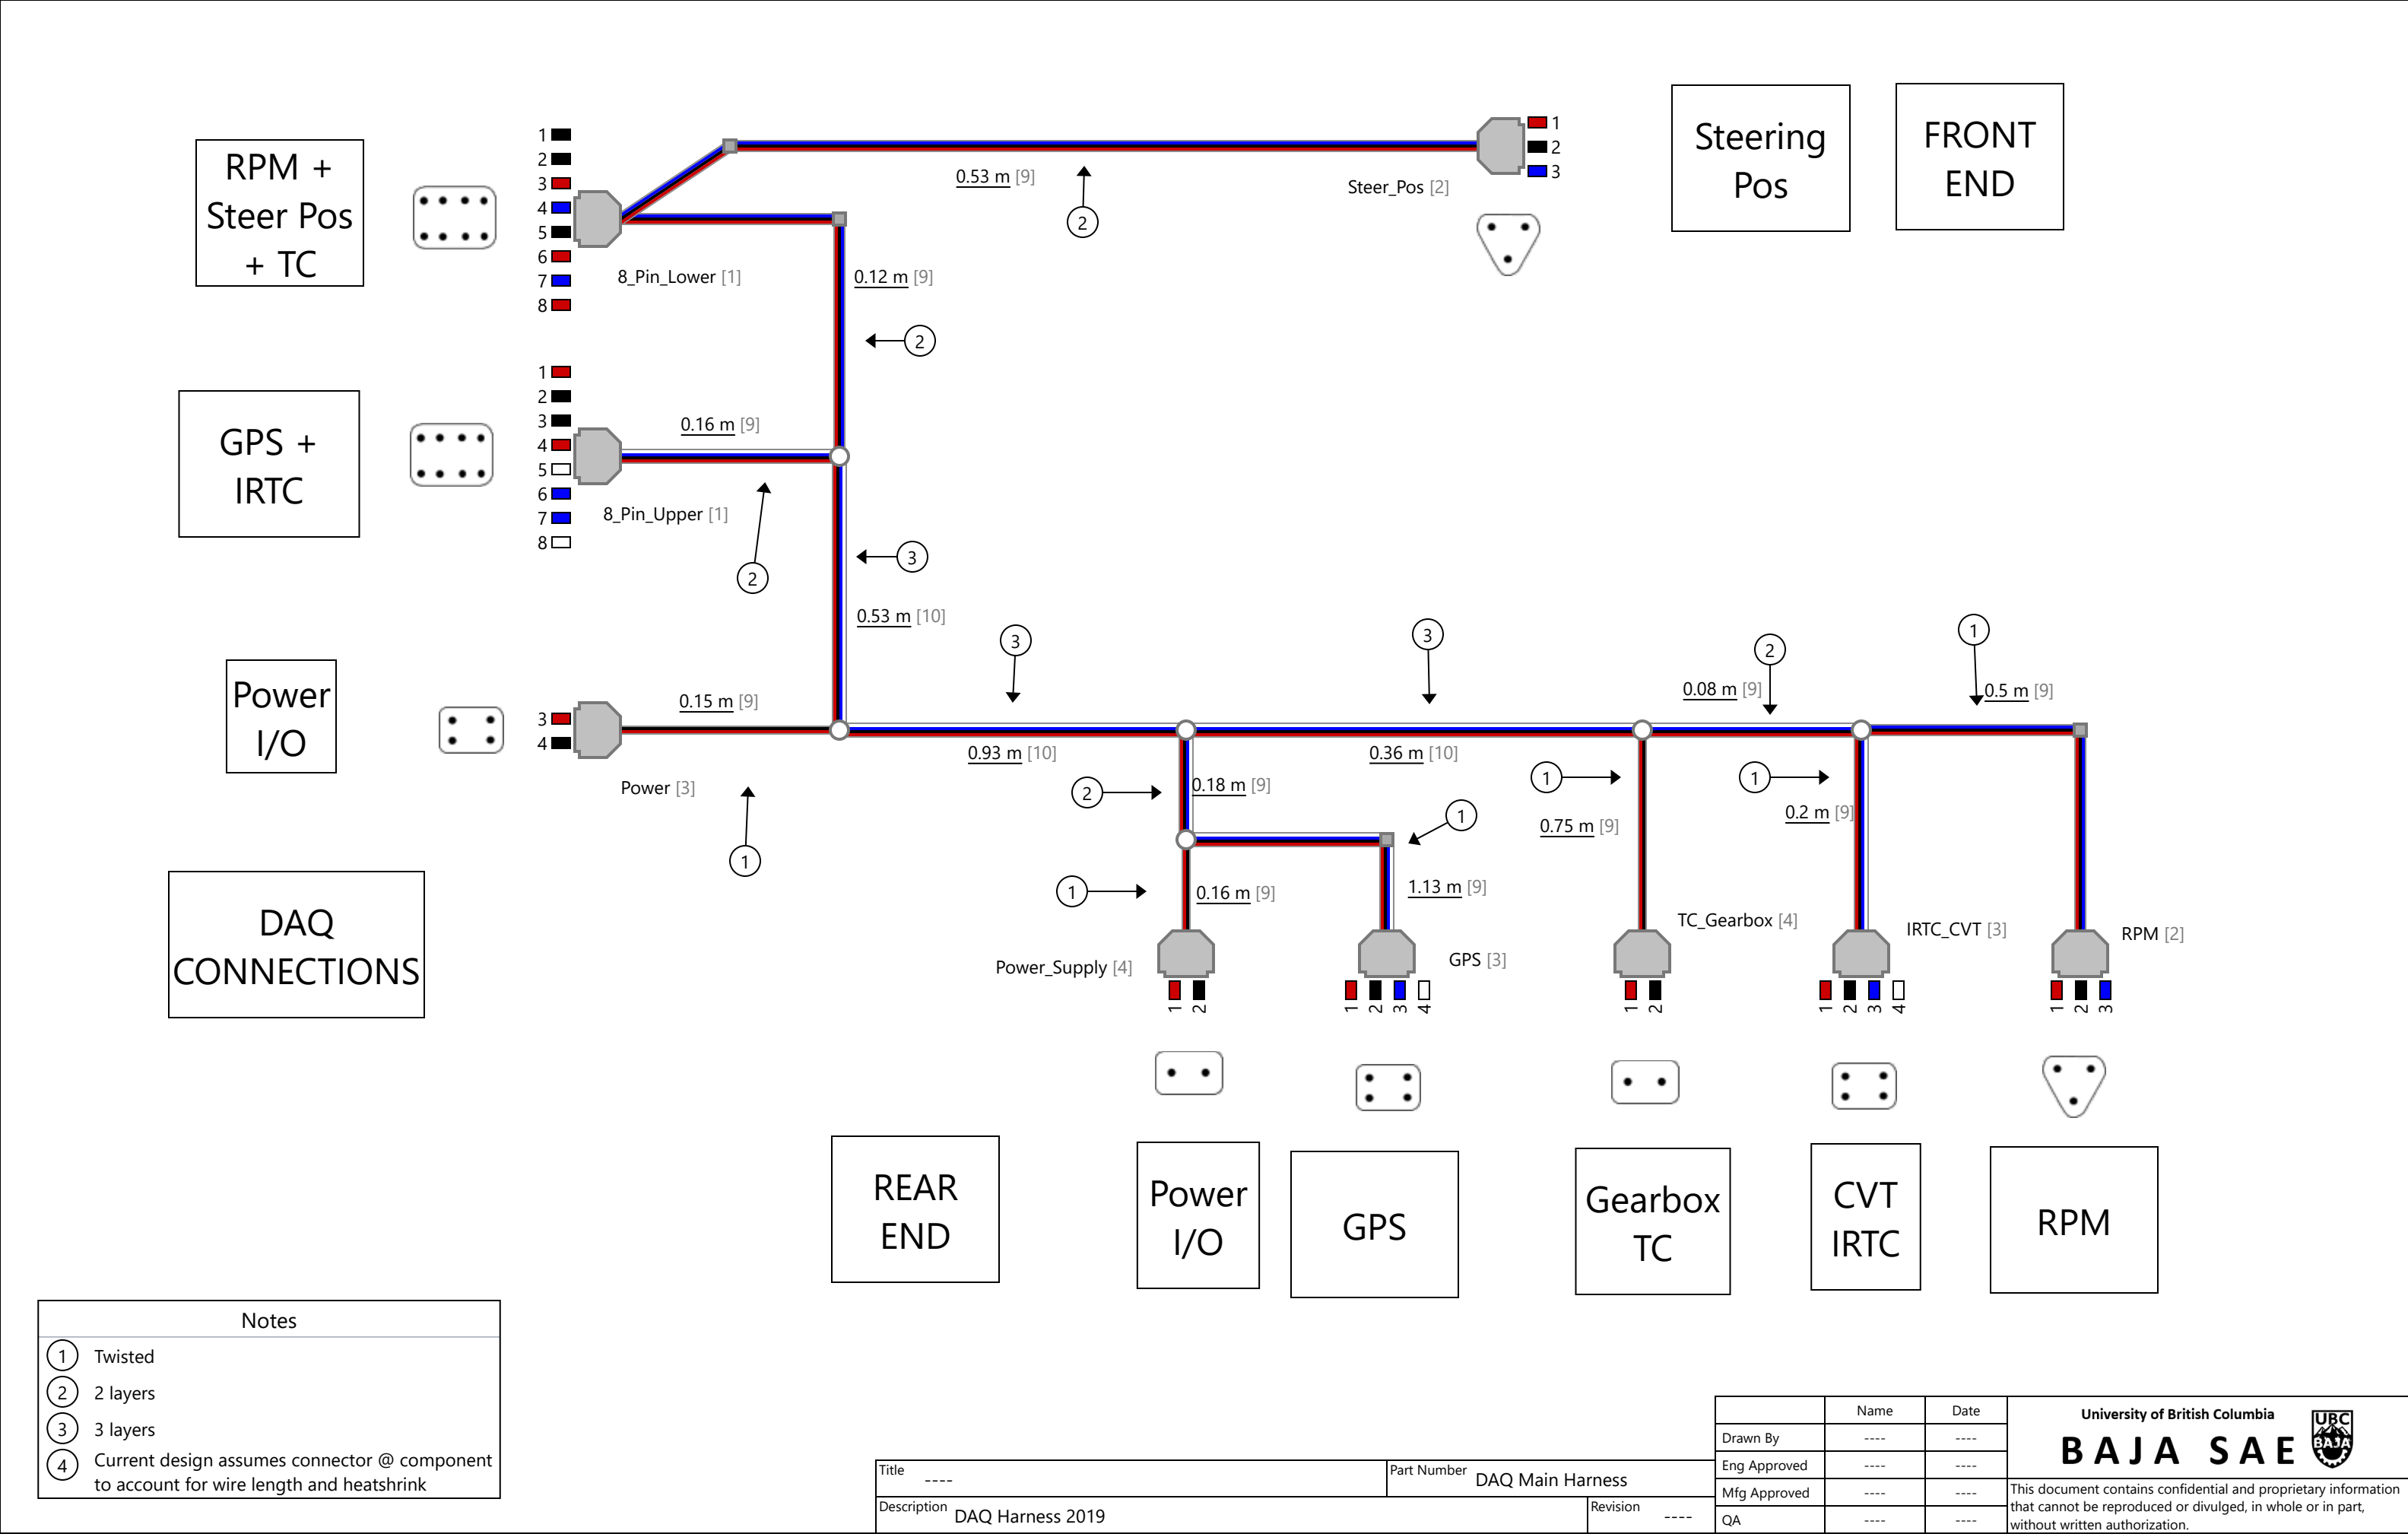 RPM +
Steer Pos
+ TC
1
2
3
4
5
6
7
8
8_Pin_Lower [1]
0.53 m [9]
2
Steer_Pos [2]
1
2
3
Steering
Pos
FRONT
END
0.12 m [9]
2
GPS +
IRTC
1
2
3
4
5
6
7
8
8_Pin_Upper [1]
0.16 m [9]
2
3
0.53 m [10]
Power
I/O
3
4
Power [3]
0.15 m [9]
1
3
0.93 m [10]
3
0.36 m [10]
2
0.08 m [9]
1
0.5 m [9]
2
0.18 m [9]
1
1
0.75 m [9]
1
0.2 m [9]
1
0.16 m [9]
1.13 m [9]
DAQ
CONNECTIONS
Power_Supply [4]
GPS [3]
TC_Gearbox [4]
IRTC_CVT [3]
RPM [2]
1 2
1 2 3 4
1 2
1 2 3 4
1 2 3
REAR
END
Power
I/O
GPS
Gearbox
TC
CVT
IRTC
RPM
Notes
1 Twisted
2 2 layers
3 3 layers
4 Current design assumes connector @ component
to account for wire length and heatshrink
Title ----
Part Number DAQ Main Harness
Description DAQ Harness 2019
Revision ----
Name Date
Drawn By ---- ----
Eng Approved ---- ----
Mfg Approved ---- ----
QA ---- ----
University of British Columbia
BAJA SAE
UBC
BAJA
This document contains confidential and proprietary information
that cannot be reproduced or divulged, in whole or in part,
without written authorization.